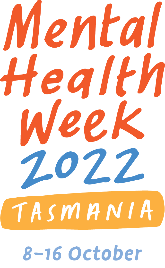 Mental
Health
Week
2022
TASMANIA
8–16 October